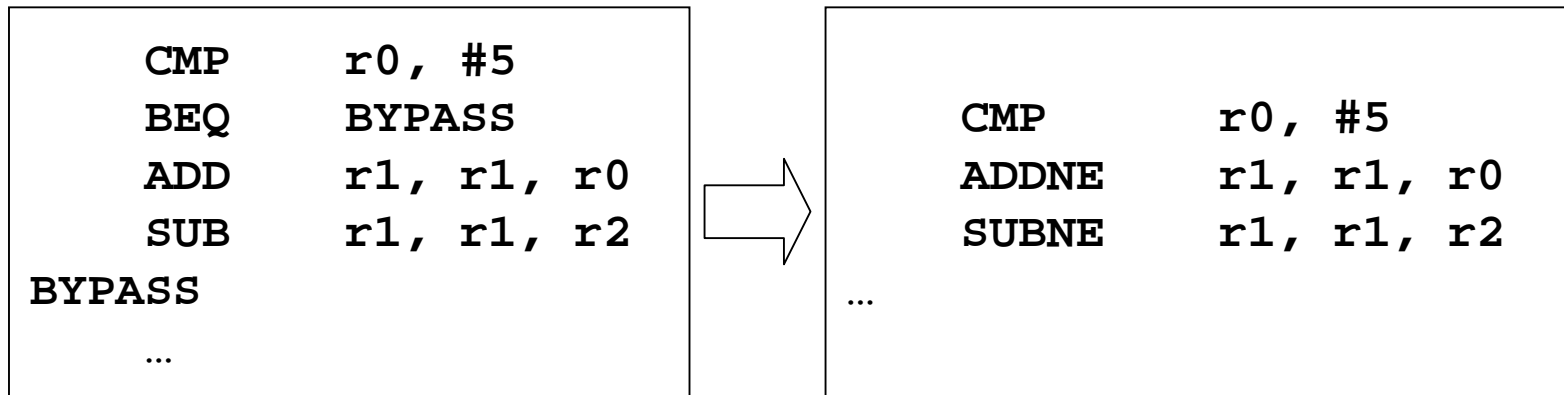 CMP r0, #5
BEQ BYPASS
ADD r1, r1, r0
SUB r1, r1, r2
BYPASS
…
CMP r0, #5
ADDNE r1, r1, r0
SUBNE r1, r1, r2
…